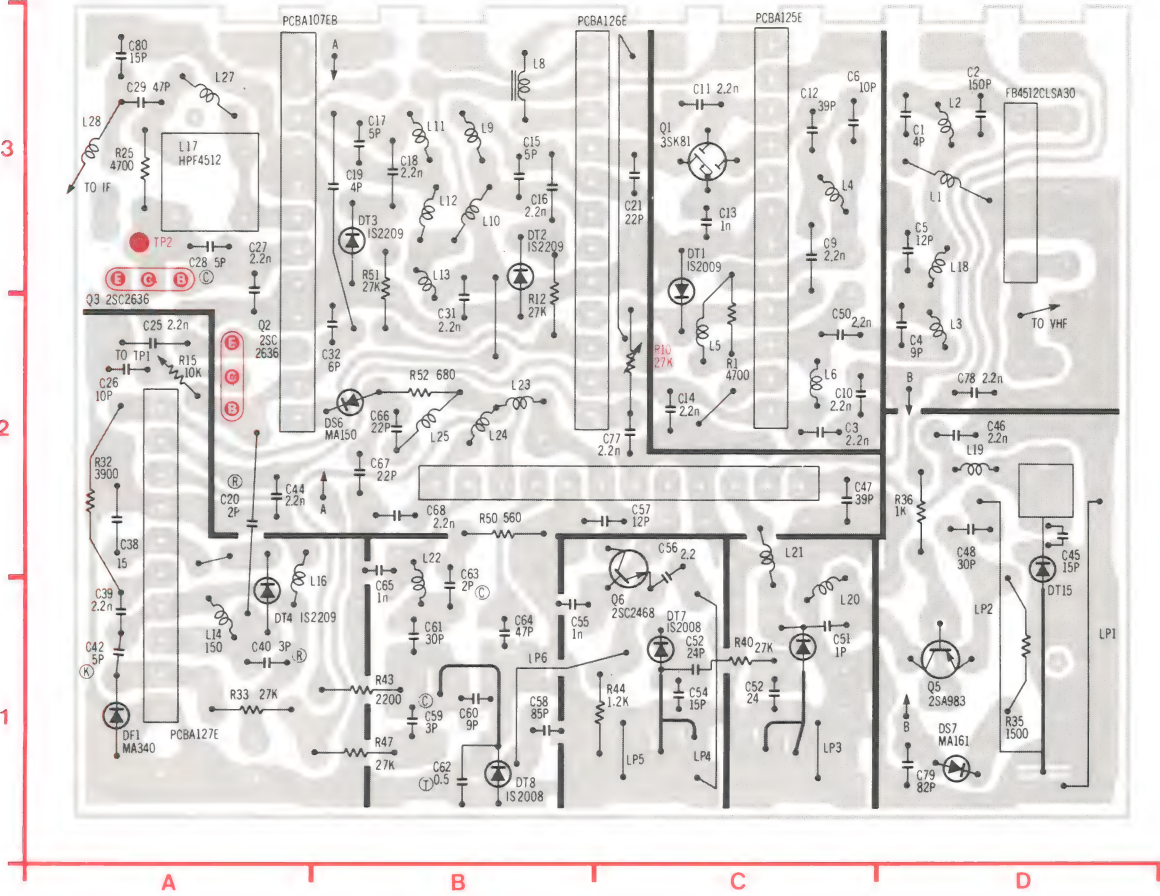 PCBA107EB
PCBA126E
PCBA125E
C80
15P
A
L8
C29 47P
L27
C11 2,2n
C6
10P
C12
39P
C2
150P
FB4512CLSA30
L28
L17
HPF4512
R25
4700
C17
5P
L11
L9
C15
5P
Q1
3SK81
C1
4P
L2
3
C18
2,2n
C19
4P
TO IF
L12
L10
C16
2.2n
C21
22P
C13
1n
L4
L1
DT3
IS2209
DT2
IS2209
TP2
C28 5P
C27
2.2n
C
DT1
IS2009
C9
2,2n
C5
12P
L18
E C B
Q3 2SC2636
R51
27K
L13
C31
2.2n
R12
27K
C25 2.2n
Q2
2SC
2636
E
C
B
C32
6P
L5
R1
4700
C50 2,2n
C4
9P
L3
TO VHF
TO TP1
R15
10K
C26
10P
R10
27K
L6
C10
2.2n
B
C78 2.2n
R52 680
L23
DS6
MA150
C66
22P
L25
L24
C77
2.2n
C14
2.2n
C3
2.2n
C46
2.2n
L19
2
R32
3900
C67
22P
R
C20
2P
C44
2.2n
A
C68
2.2n
R50 560
C57
12P
C47
39P
R36
1K
C38
15
C48
30P
C45
15P
DT15
C39
2.2n
L16
DT4 IS2209
C65
1n
L22
C63
2P
C
C56
2,2
L21
L20
Q6
2SC2468
L14
150
C55
1n
C61
30P
C64
47P
DT7
IS2008
C52
24P
R40 27K
C51
1P
LP2
LP1
C42
5P
K
C40 3P
R
LP6
R33 27K
R43
2200
C
C59
3P
C60
9P
C58
85P
R44
1.2K
C54
15P
C52
24
Q5
2SA983
B
R35
1500
DF1
MA340
PCBA127E
R47
27K
C62
0.5
T
DT8
IS2008
LP5
LP4
LP3
DS7
MA161
C79
82P
1
A
B
C
D